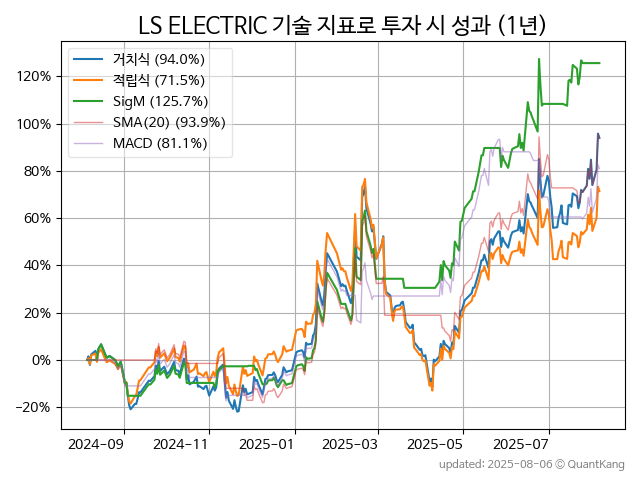 LS ELECTRIC 기술 지표로 투자 시 성과 (1년)
거치식 (94.0%)
적립식 (71.5%)
SigM (125.7%)
SMA(20) (93.9%)
MACD (81.1%)
120%
100%
80%
60%
40%
20%
0%
−20%
2024−09 2024−11 2025−01 2025−03 2025−05 2025−07
updated: 2025-08-06 © QuantKang